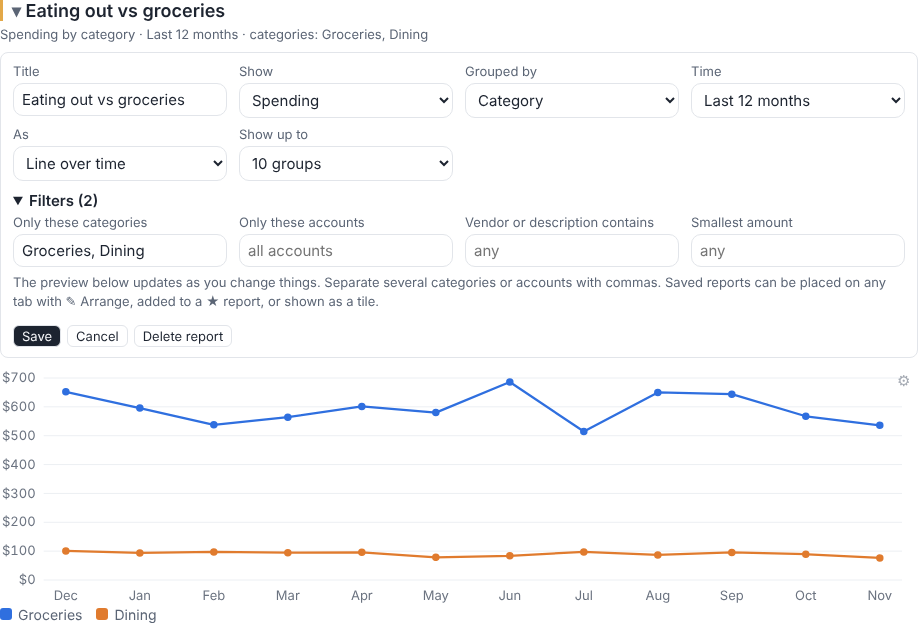 ▼ Eating out vs groceries
Spending by category · Last 12 months · categories: Groceries, Dining
Title Show Grouped by Time
Eating out vs groceries Spending Category Last 12 months
As Show up to
Line over time 10 groups
▼ Filters (2)
Only these categories Only these accounts Vendor or description contains Smallest amount
Groceries, Dining all accounts any any
The preview below updates as you change things. Separate several categories or accounts with commas. Saved reports can be placed on any
tab with ✎ Arrange, added to a ★ report, or shown as a tile.
Save Cancel Delete report
$700
$600
$500
$400
$300
$200
$100
$0
Dec Jan Feb Mar Apr May Jun Jul Aug Sep Oct Nov
Groceries Dining